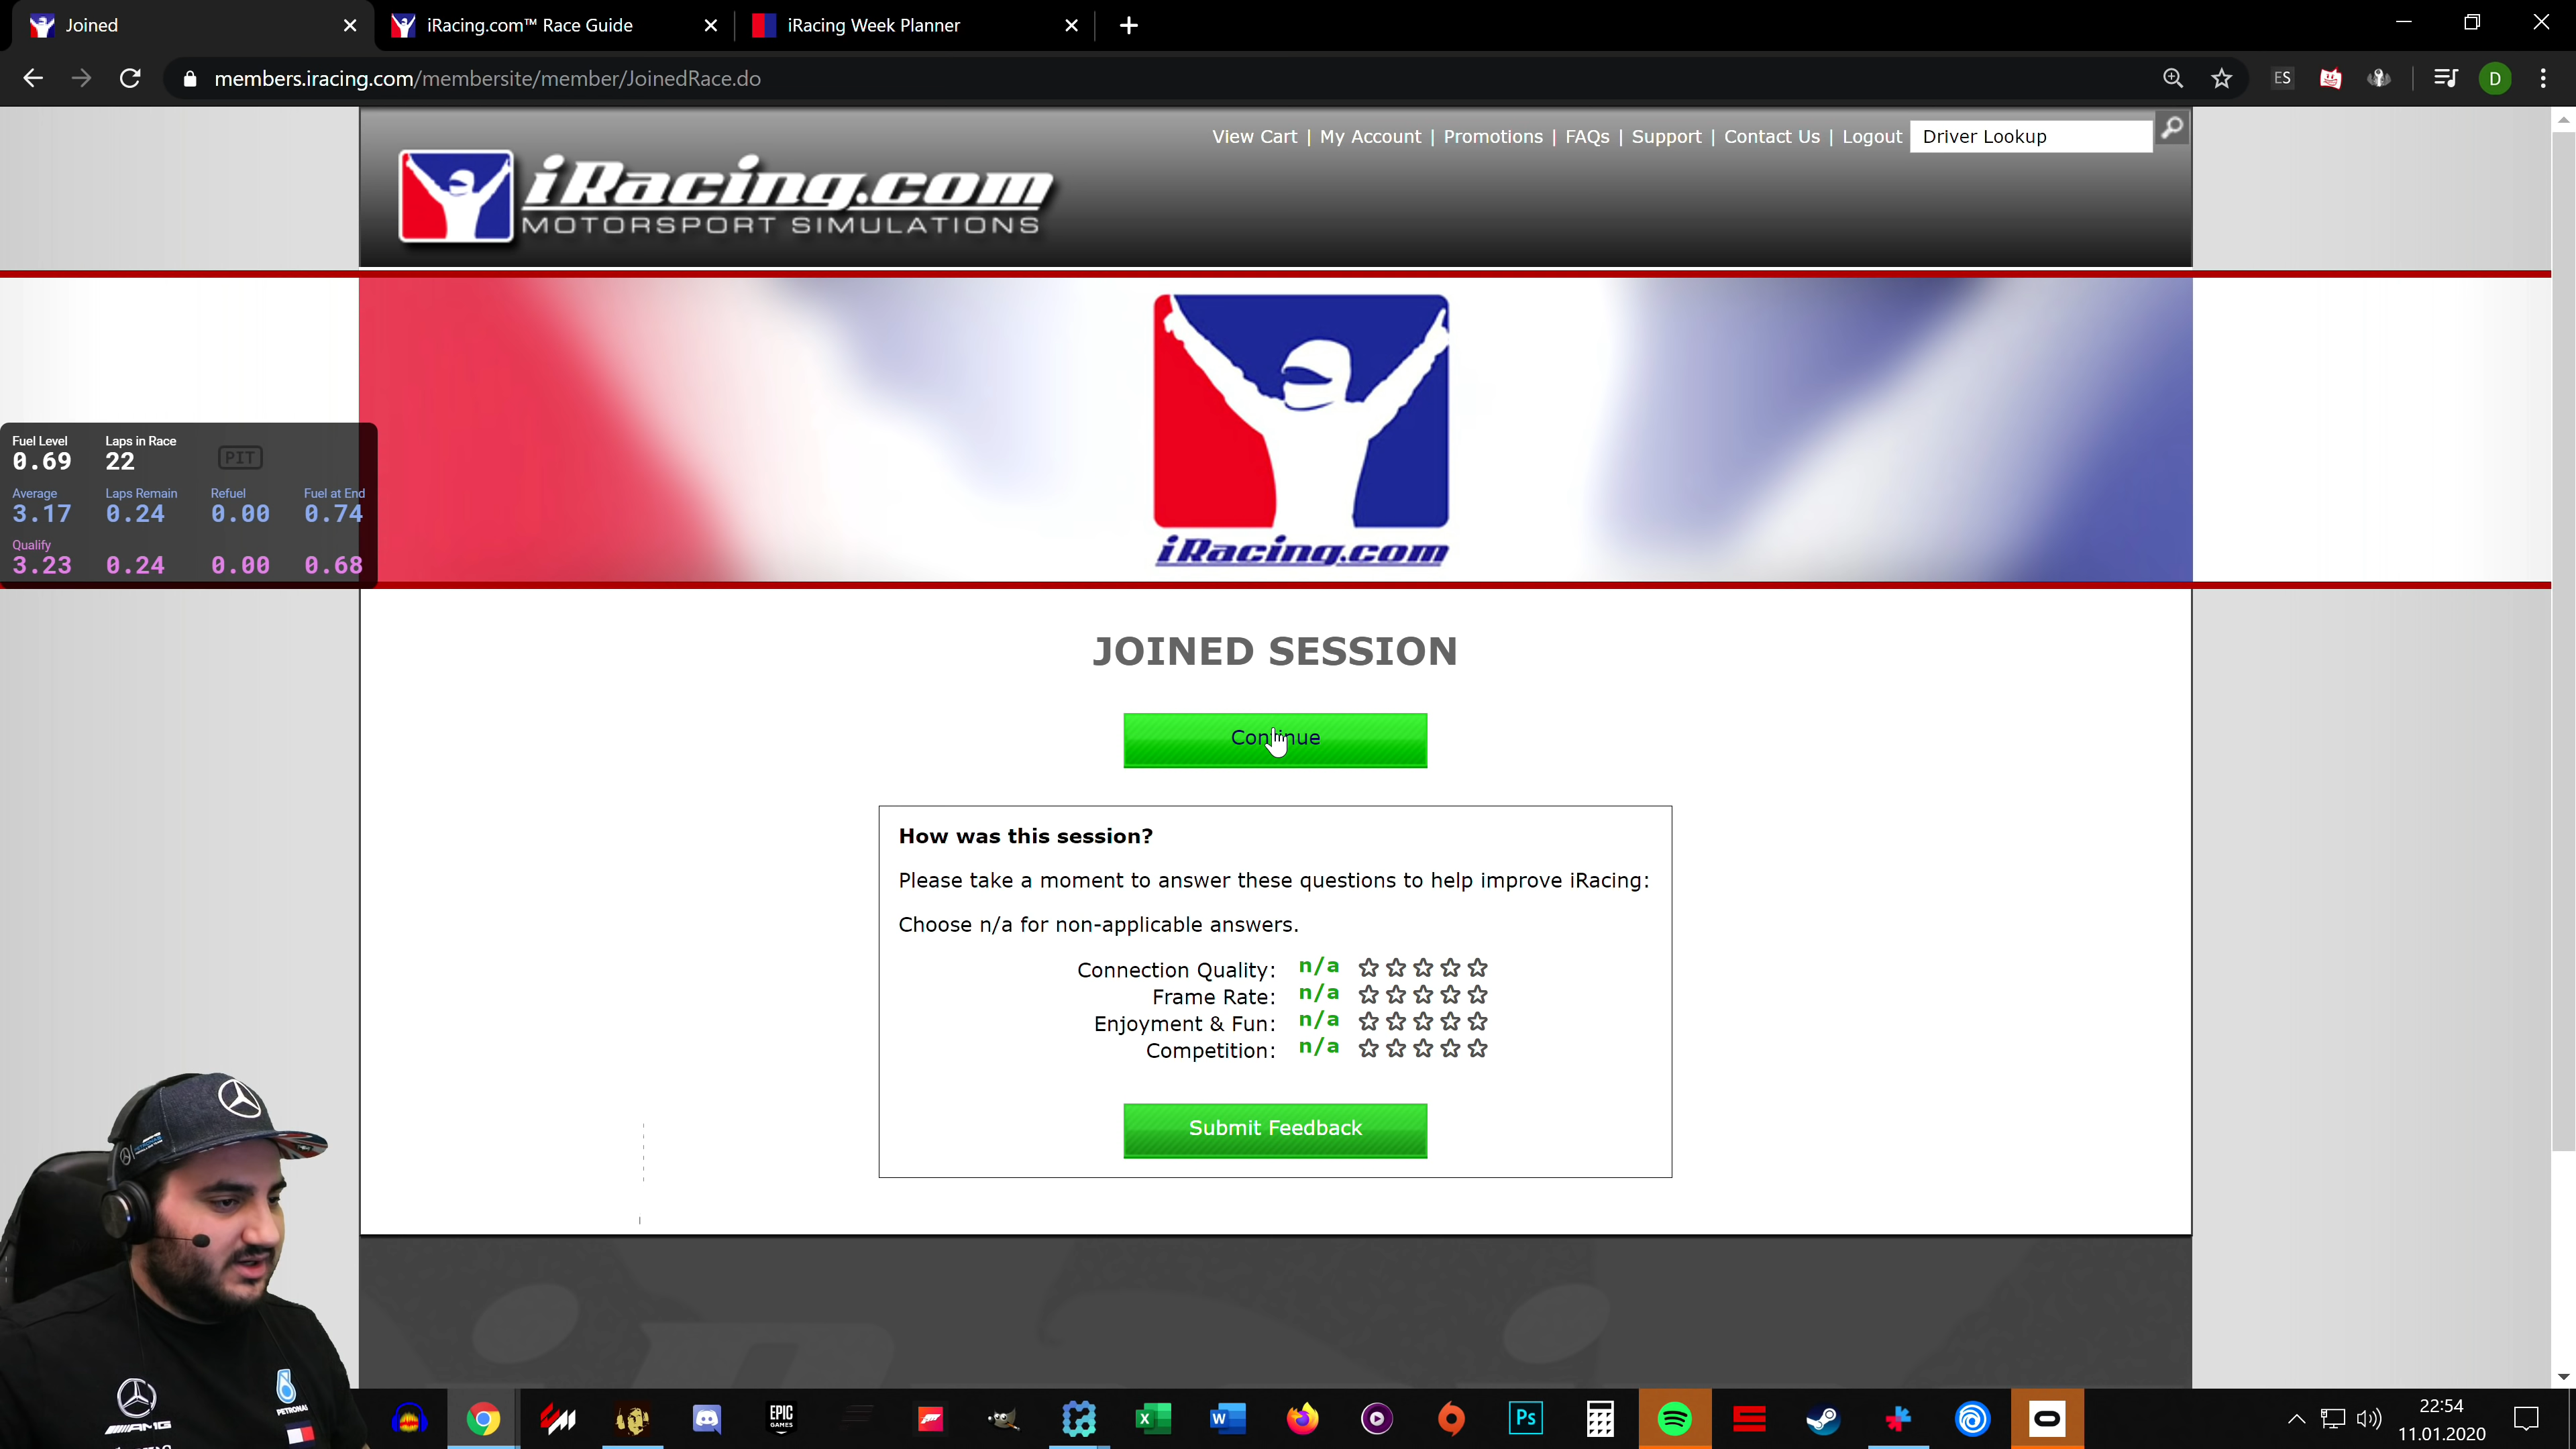 Joined
iRacing.com™ Race Guide
iRacing Week Planner
members.iracing.com/membersite/member/JoinedRace.do
ES
D
View Cart | My Account | Promotions | FAQs | Support | Contact Us | Logout
Driver Lookup
iRacing.com
MOTORSPORT SIMULATIONS
iRacing.com
Fuel Level Laps in Race PIT
0.69 22
Average Laps Remain Refuel Fuel at End
3.17 0.24 0.00 0.74
Qualify
3.23 0.24 0.00 0.68
JOINED SESSION
Continue
How was this session?
Please take a moment to answer these questions to help improve iRacing:
Choose n/a for non-applicable answers.
Connection Quality: n/a
Frame Rate: n/a
Enjoyment & Fun: n/a
Competition: n/a
Submit Feedback
AMG
PETRONAS
EPIC
GAMES
X
W
Ps
22:54
11.01.2020